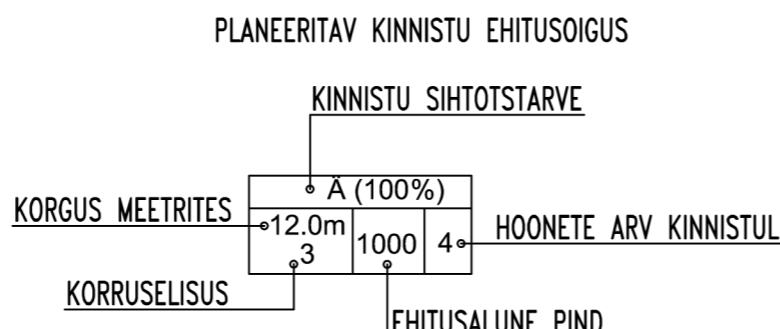 PLANEERITAV KINNISTU EHITUSOIGUS
KINNISTU SIHTOTSTARVE
Ä (100%)
KORGUS MEETRITES
12.0m
3
1000
4
HOONETE ARV KINNISTUL
KORRUSELISUS
EHITUSALUNE PIND